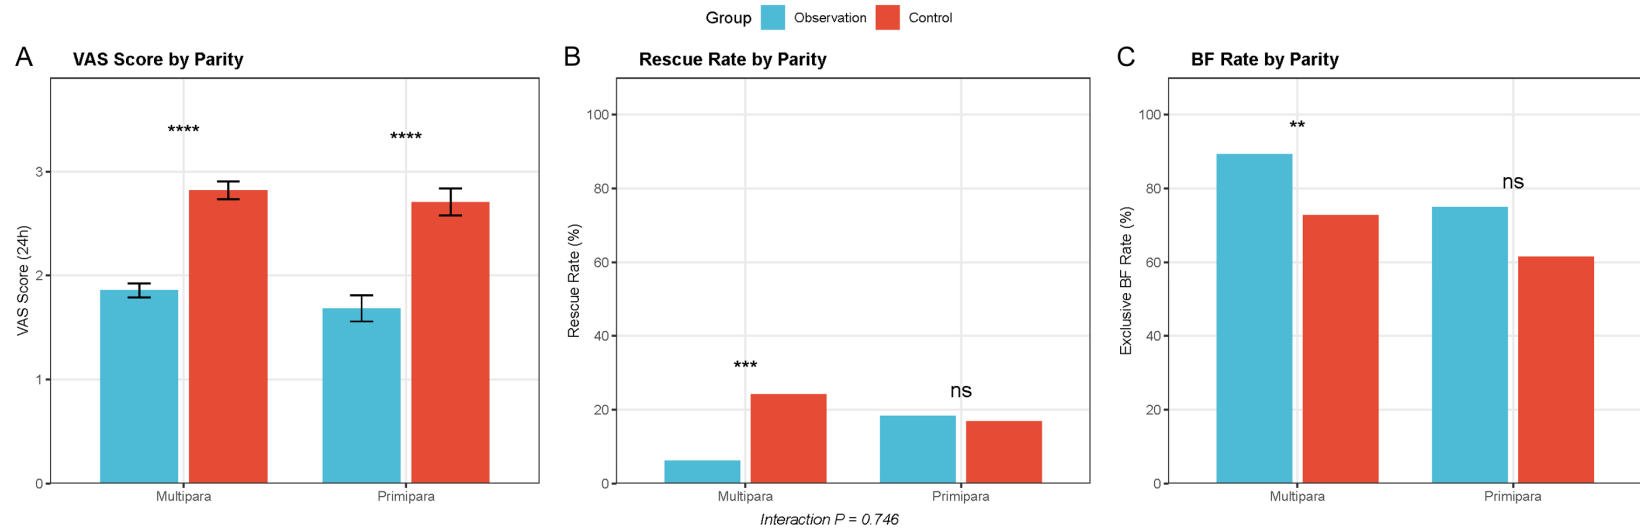 Group Observation Control
A VAS Score by Parity
VAS Score (24h)
3
2
1
0
****
****
Multipara Primipara
B Rescue Rate by Parity
Rescue Rate (%)
100
80
60
40
20
0
***
ns
Multipara Primipara
Interaction P = 0.746
C BF Rate by Parity
Exclusive BF Rate (%)
100
80
60
40
20
0
**
ns
Multipara Primipara